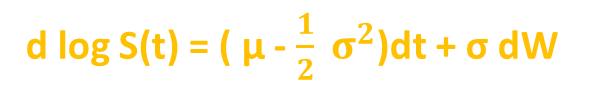 d log S(t) = ( μ - 1/2 σ²)dt + σ dW